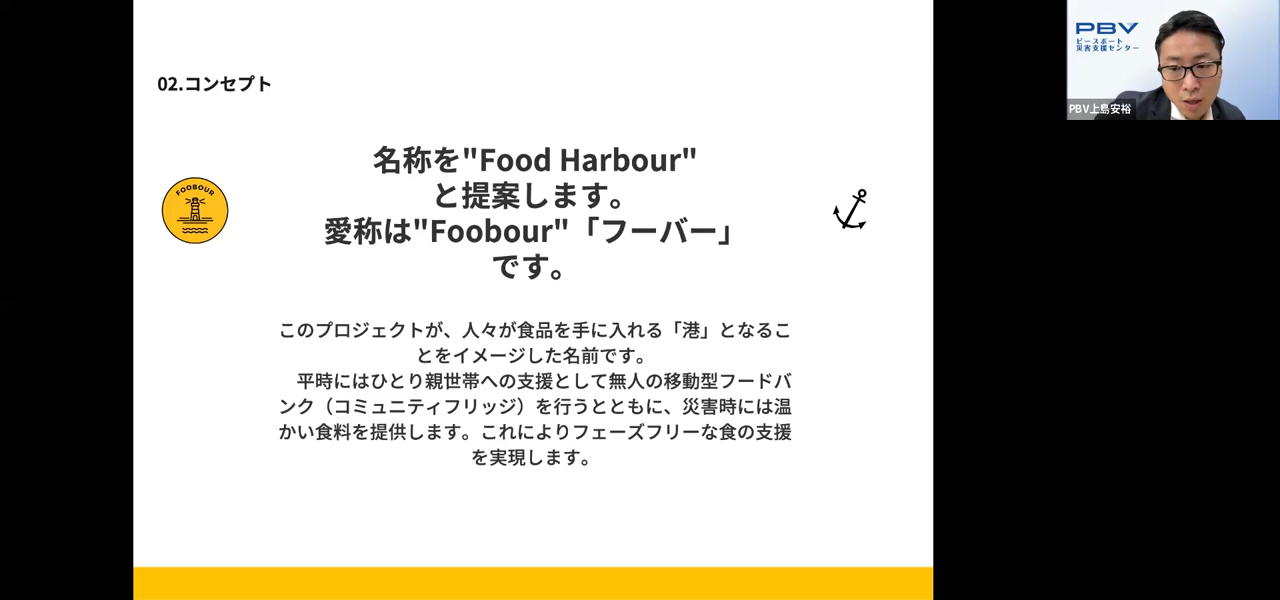 02.コンセプト
名称を"Food Harbour"
と提案します。
愛称は"Foobour"「フーバー」
です。
FOOBOUR
このプロジェクトが、人々が食品を手に入れる「港」となるこ
とをイメージした名前です。
平時にはひとり親世帯への支援として無人の移動型フードバ
ンク（コミュニティフリッジ）を行うとともに、災害時には温
かい食料を提供します。これによりフェーズフリーな食の支援
を実現します。
PBV
ピースボート
災害支援センター
PBV上島安裕